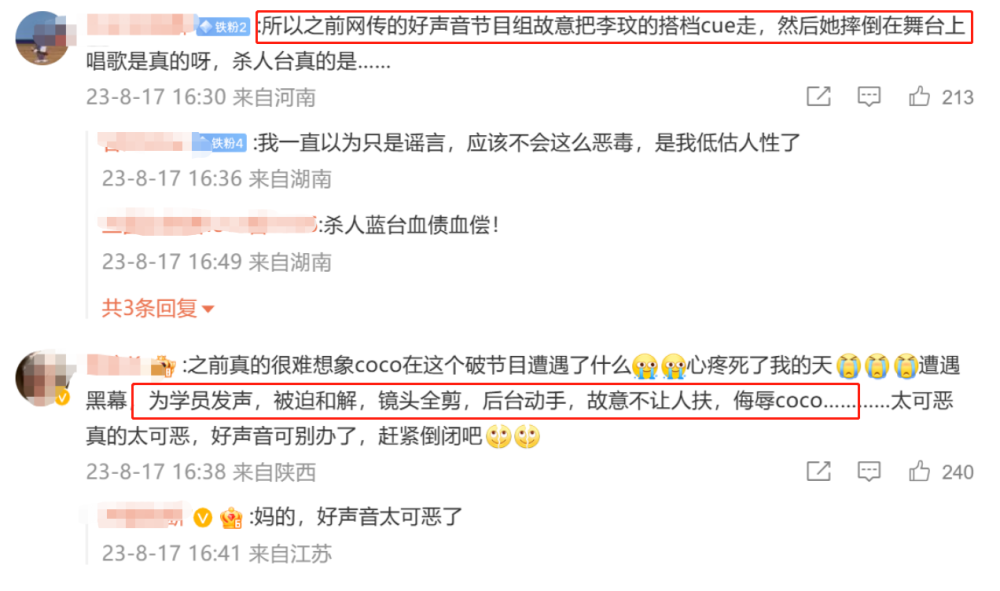 铁粉2 :所以之前网传的好声音节目组故意把李玟的搭档cue走，然后她摔倒在舞台上
唱歌是真的呀，杀人台真的是……
23-8-17 16:30 来自河南
213
铁粉4 :我一直以为只是谣言，应该不会这么恶毒，是我低估人性了
23-8-17 16:36 来自湖南
:杀人蓝台血债血偿！
23-8-17 16:49 来自湖南
共3条回复
:之前真的很难想象coco在这个破节目遭遇了什么😭😭心疼死了我的天😭😭😭遭遇
黑幕 为学员发声，被迫和解，镜头全剪，后台动手，故意不让人扶，侮辱coco…………太可恶
真的太可恶，好声音可别办了，赶紧倒闭吧🙄🙄
23-8-17 16:38 来自陕西
240
:妈的，好声音太可恶了
23-8-17 16:41 来自江苏